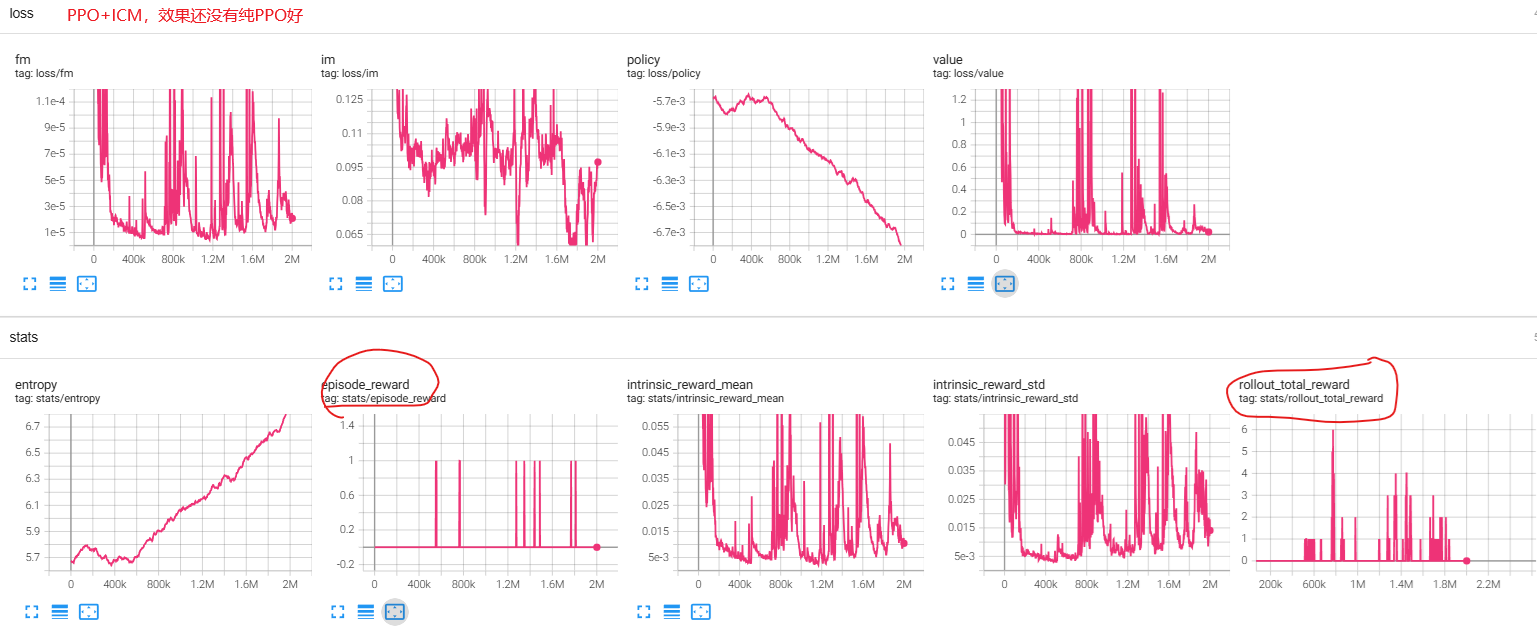 loss
PPO+ICM，效果还没有纯PPO好
fm
tag: loss/fm
1.1e-4
9e-5
7e-5
5e-5
3e-5
1e-5
0 400k 800k 1.2M 1.6M 2M
im
tag: loss/im
0.125
0.11
0.095
0.08
0.065
0 400k 800k 1.2M 1.6M 2M
policy
tag: loss/policy
-5.7e-3
-5.9e-3
-6.1e-3
-6.3e-3
-6.5e-3
-6.7e-3
0 400k 800k 1.2M 1.6M 2M
value
tag: loss/value
1.2
1
0.8
0.6
0.4
0.2
0
0 400k 800k 1.2M 1.6M 2M
stats
entropy
tag: stats/entropy
6.7
6.5
6.3
6.1
5.9
5.7
0 400k 800k 1.2M 1.6M 2M
episode_reward
tag: stats/episode_reward
1.4
1
0.6
0.2
-0.2
0 400k 800k 1.2M 1.6M 2M
intrinsic_reward_mean
tag: stats/intrinsic_reward_mean
0.055
0.045
0.035
0.025
0.015
5e-3
0 400k 800k 1.2M 1.6M 2M
intrinsic_reward_std
tag: stats/intrinsic_reward_std
0.045
0.035
0.025
0.015
5e-3
0 400k 800k 1.2M 1.6M 2M
rollout_total_reward
tag: stats/rollout_total_reward
6
5
4
3
2
1
0
200k 600k 1M 1.4M 1.8M 2.2M